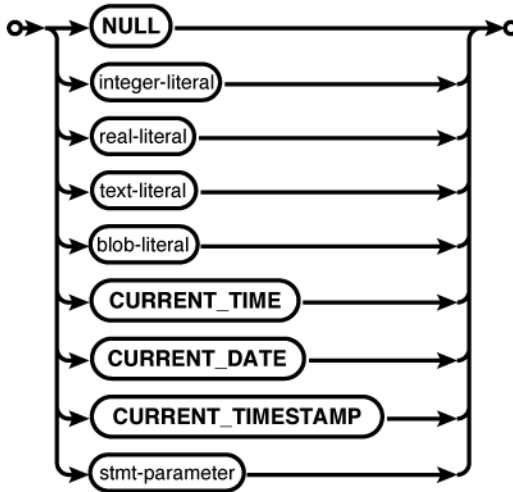 NULL
integer-literal
real-literal
text-literal
blob-literal
CURRENT_TIME
CURRENT_DATE
CURRENT_TIMESTAMP
stmt-parameter